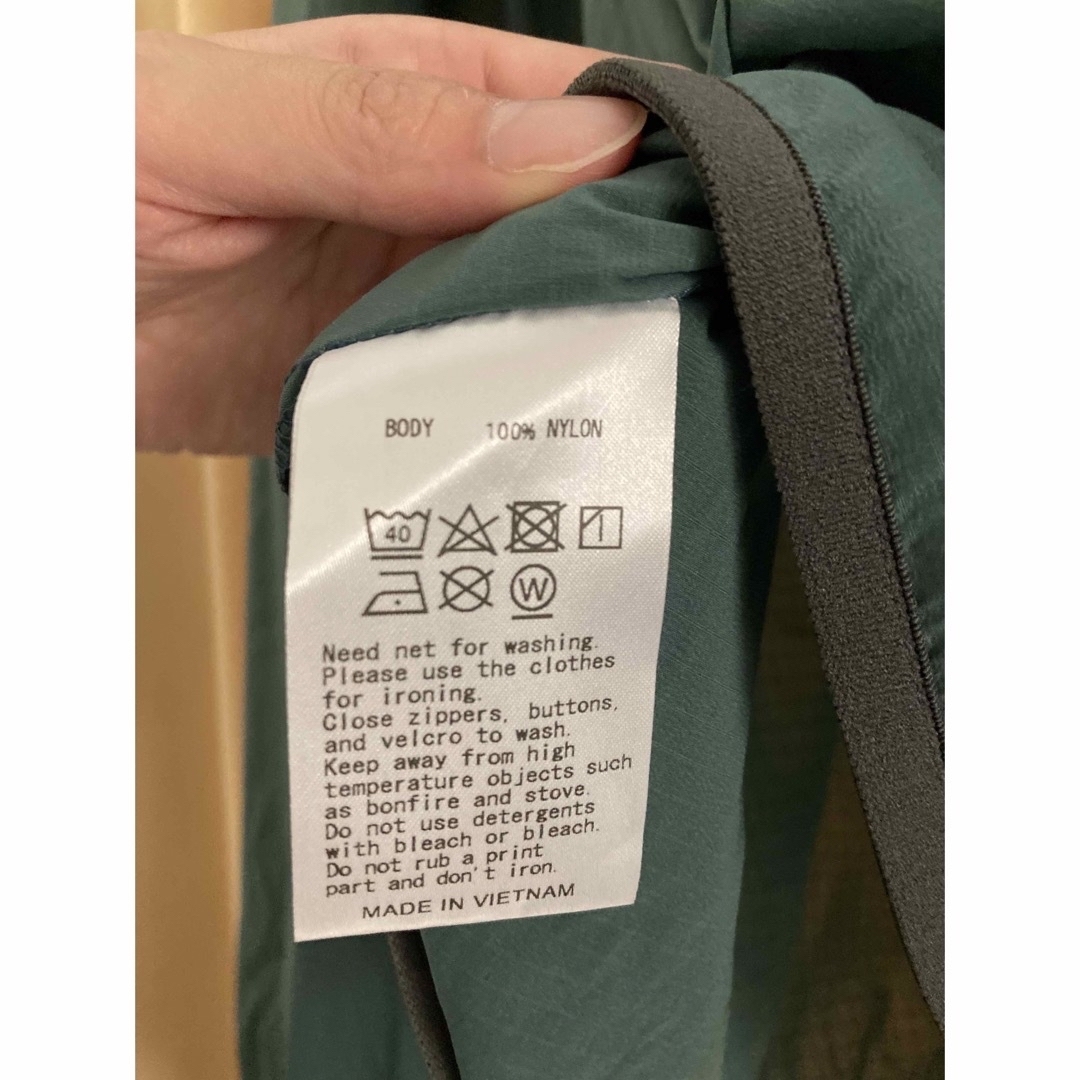 BODY 100% NYLON
40
W
Need net for washing.
Please use the clothes
for ironing.
Close zippers, buttons,
and velcro to wash.
Keep away from high
temperature objects such
as bonfire and stove.
Do not use detergents
with bleach or bleach.
Do not rub a print
part and don't iron.
MADE IN VIETNAM